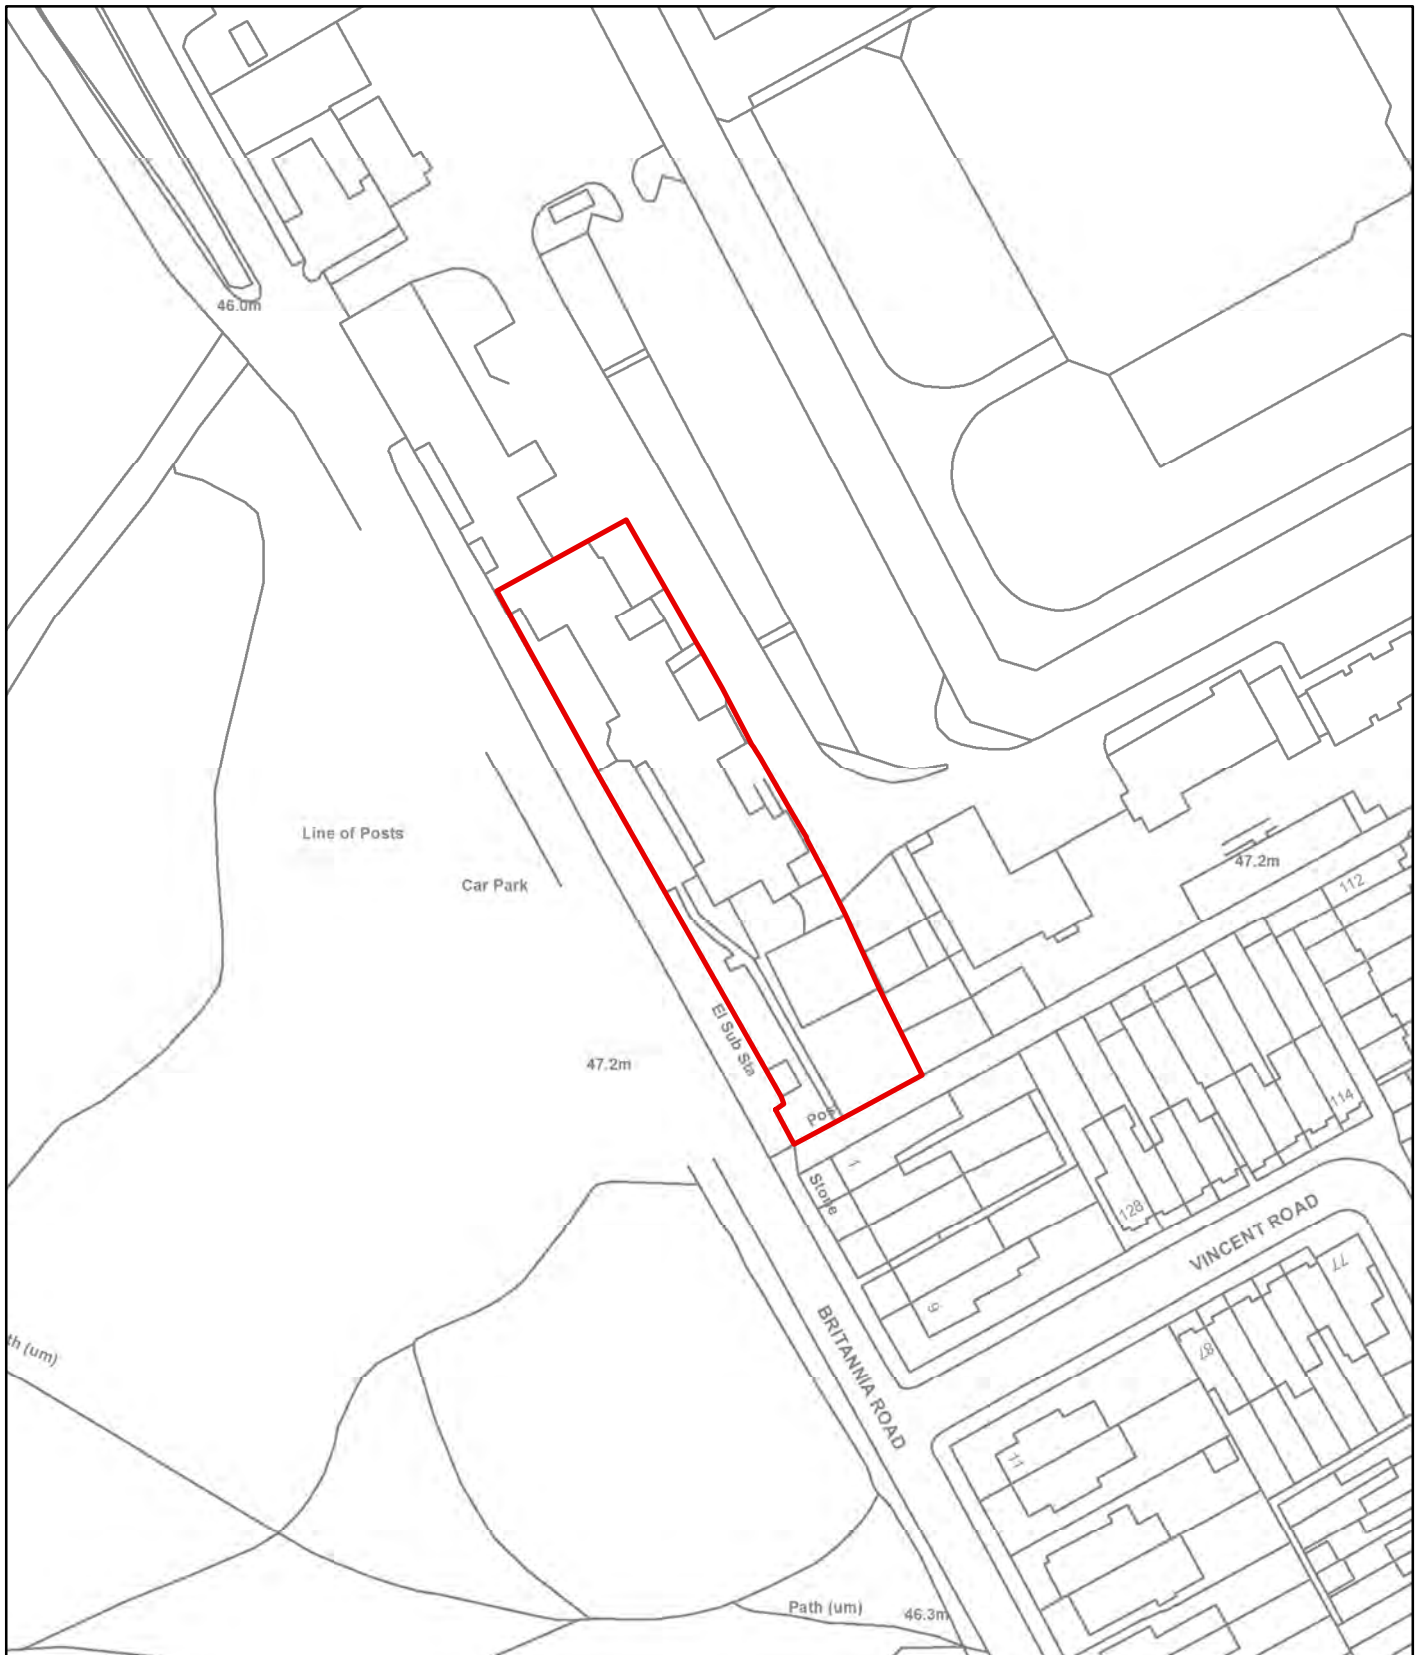 46.0m
Line of Posts
Car Park
47.2m
112
El Sub Sta
47.2m
Pos
114
1
Stone
128
VINCENT ROAD
77
9
BRITANNIA ROAD
87
th (um)
11
Path (um)
46.3m